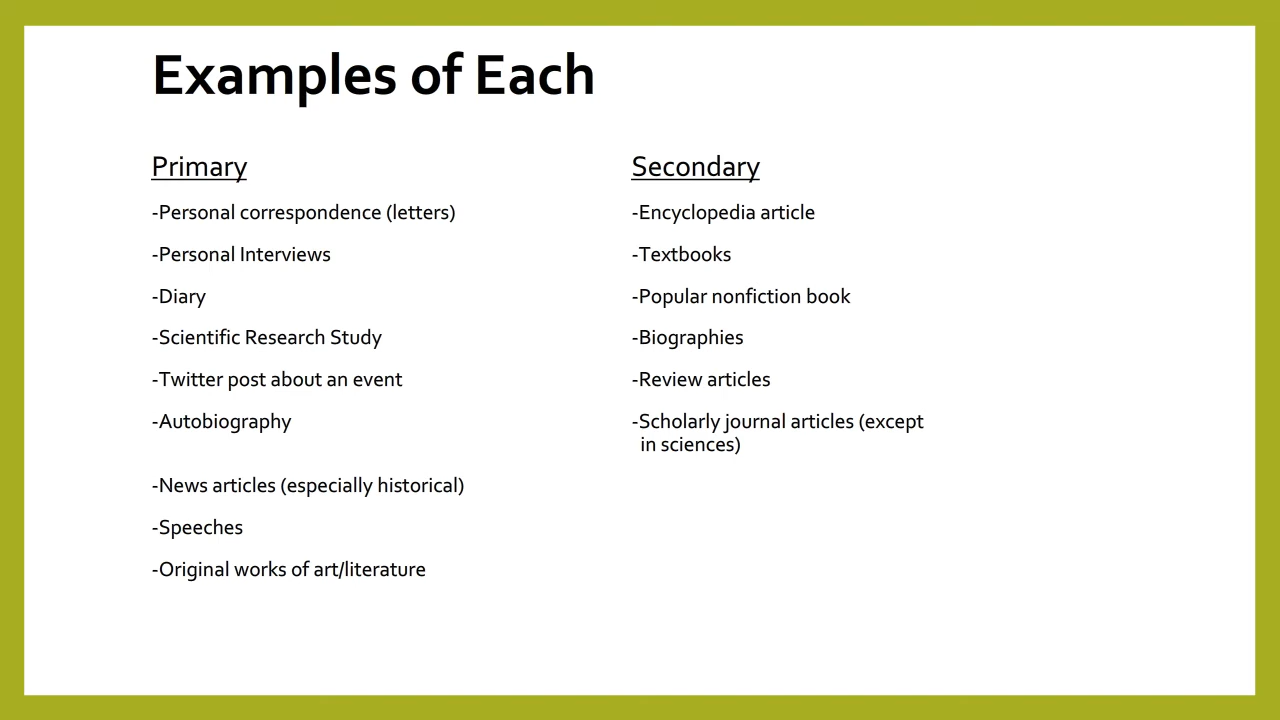 Examples of Each
Primary
-Personal correspondence (letters)
-Personal Interviews
-Diary
-Scientific Research Study
-Twitter post about an event
-Autobiography
-News articles (especially historical)
-Speeches
-Original works of art/literature
Secondary
-Encyclopedia article
-Textbooks
-Popular nonfiction book
-Biographies
-Review articles
-Scholarly journal articles (except
in sciences)